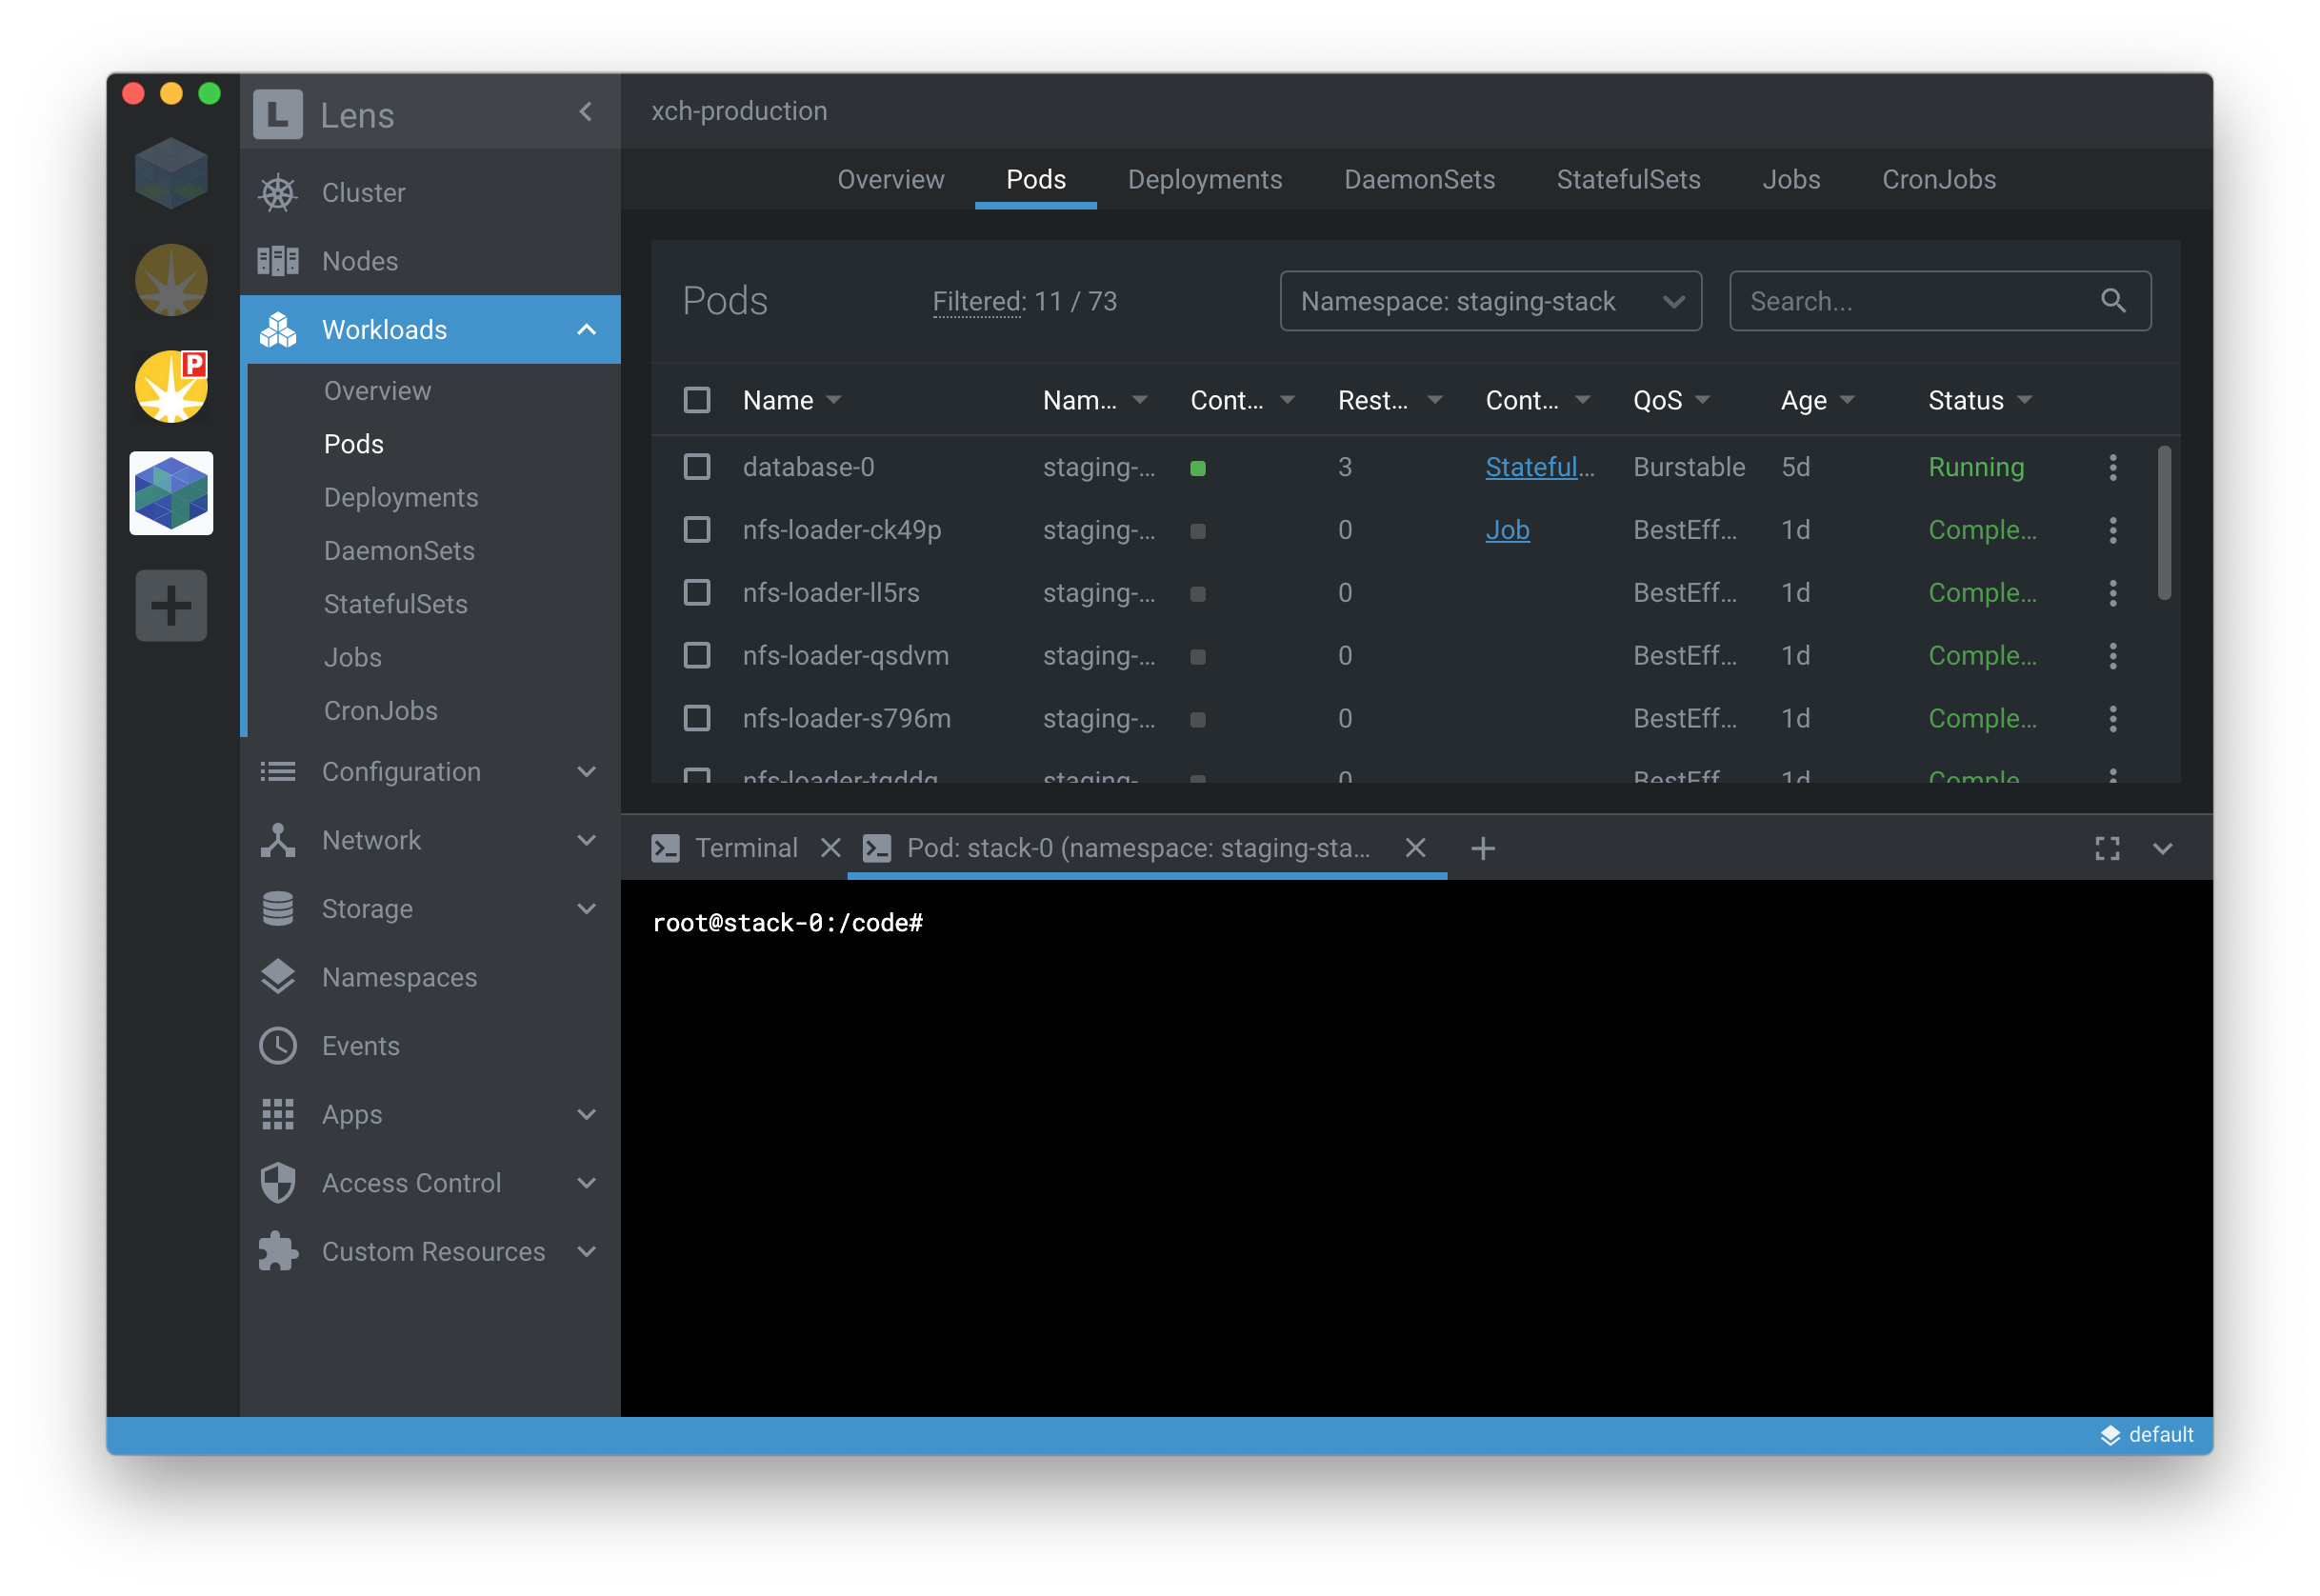 L Lens
xch-production
Overview Pods Deployments DaemonSets StatefulSets Jobs CronJobs
P
Cluster
Nodes
Workloads
Overview
Pods
Deployments
DaemonSets
StatefulSets
Jobs
CronJobs
Configuration
Network
Storage
Namespaces
Events
Apps
Access Control
Custom Resources
Pods Filtered: 11 / 73 Namespace: staging-stack Search...
Name Nam... Cont... Rest... Cont... QoS Age Status
database-0 staging-... 3 Stateful... Burstable 5d Running
nfs-loader-ck49p staging-... 0 Job BestEff... 1d Comple...
nfs-loader-ll5rs staging-... 0 BestEff... 1d Comple...
nfs-loader-qsdvm staging-... 0 BestEff... 1d Comple...
nfs-loader-s796m staging-... 0 BestEff... 1d Comple...
staging-... 0 BestEff... 1d Comple...
Terminal Pod: stack-0 (namespace: staging-sta...
root@stack-0:/code#
default